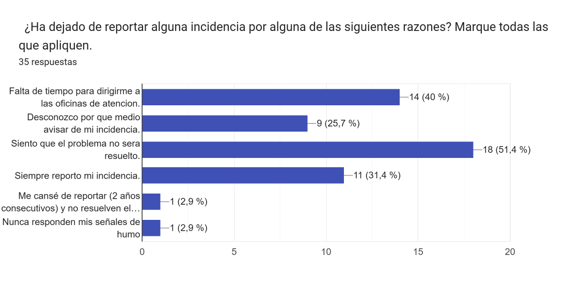 ¿Ha dejado de reportar alguna incidencia por alguna de las siguientes razones? Marque todas las
que apliquen.
35 respuestas
Falta de tiempo para dirigirme a
las oficinas de atencion.
14 (40 %)
Desconozco por que medio
avisar de mi incidencia.
9 (25,7 %)
Siento que el problema no sera
resuelto.
18 (51,4 %)
Siempre reporto mi incidencia.
11 (31,4 %)
Me cansé de reportar (2 años
consecutivos) y no resuelven el…
1 (2,9 %)
Nunca responden mis señales de
humo
1 (2,9 %)
0 5 10 15 20